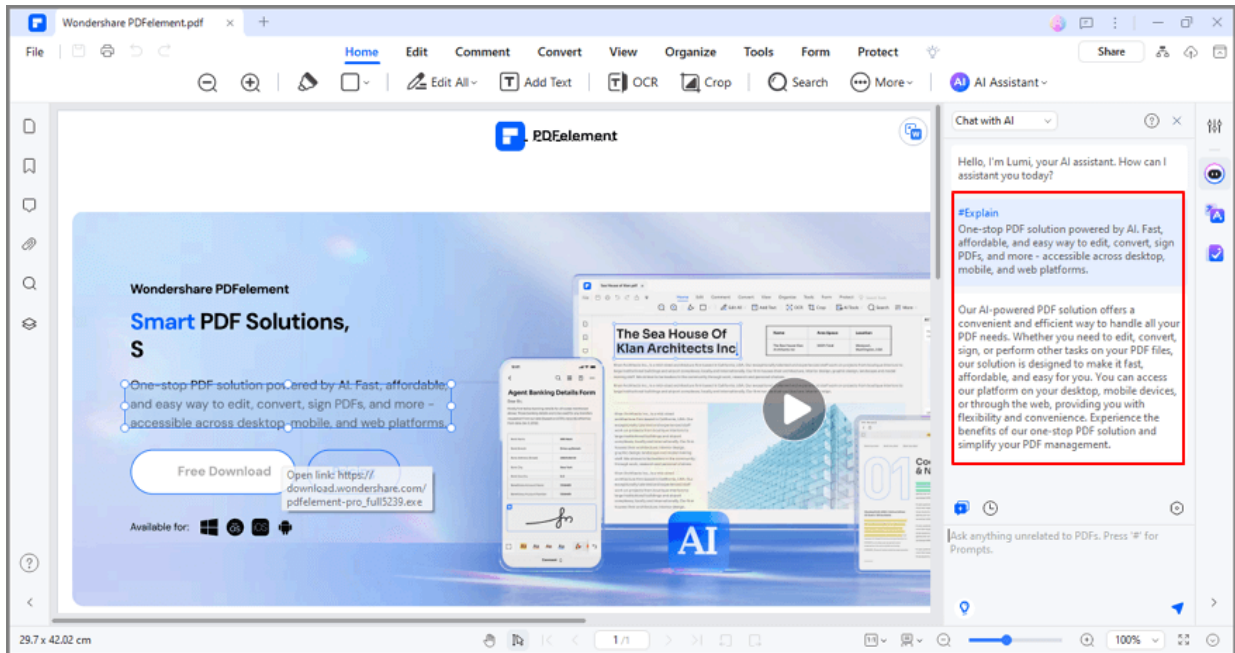 Wondershare PDFelement.pdf
File
Home Edit Comment Convert View Organize Tools Form Protect
Share
Edit All
Add Text
OCR
Crop
Search
More
AI AI Assistant
PDFelement
Wondershare PDFelement
Smart PDF Solutions,
S
One-stop PDF solution powered by AI. Fast, affordable,
and easy way to edit, convert, sign PDFs, and more –
accessible across desktop, mobile, and web platforms.
Free Download
Open link: https://
download.wondershare.com/
pdfelement-pro_full5239.exe
Available for:
The Sea House Of
Klan Architects Inc
Name Area Space Location
Agent Banking Details Form
01
AI
Chat with AI
Hello, I'm Lumi, your AI assistant. How can I
assistant you today?
#Explain
One-stop PDF solution powered by AI. Fast,
affordable, and easy way to edit, convert, sign
PDFs, and more - accessible across desktop,
mobile, and web platforms.
Our AI-powered PDF solution offers a
convenient and efficient way to handle all your
PDF needs. Whether you need to edit, convert,
sign, or perform other tasks on your PDF files,
our solution is designed to make it fast,
affordable, and easy for you. You can access
our platform on your desktop, mobile devices,
or through the web, providing you with
flexibility and convenience. Experience the
benefits of our one-stop PDF solution and
simplify your PDF management.
Ask anything unrelated to PDFs. Press '#' for
Prompts.
29.7 x 42.02 cm
1 /1
100%